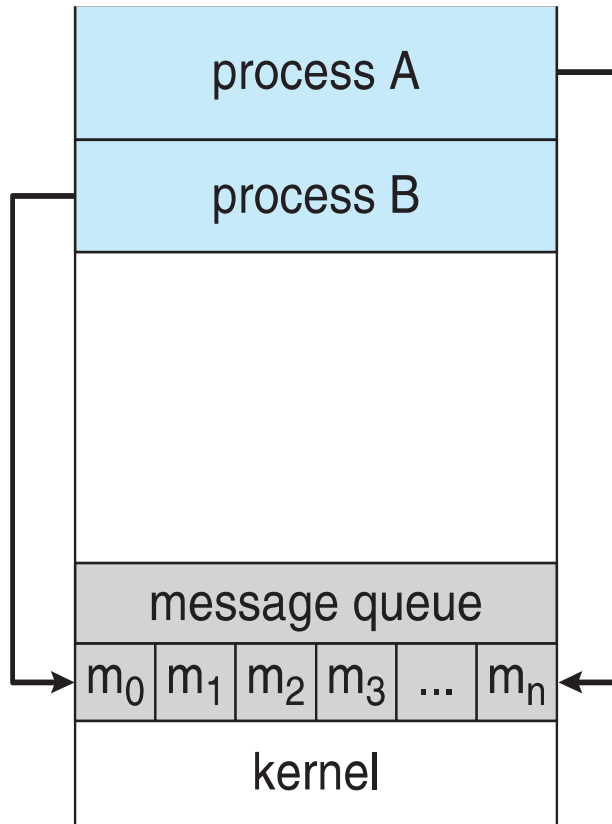 process A
process B
message queue
m₀ m₁ m₂ m₃ ... mₙ
kernel